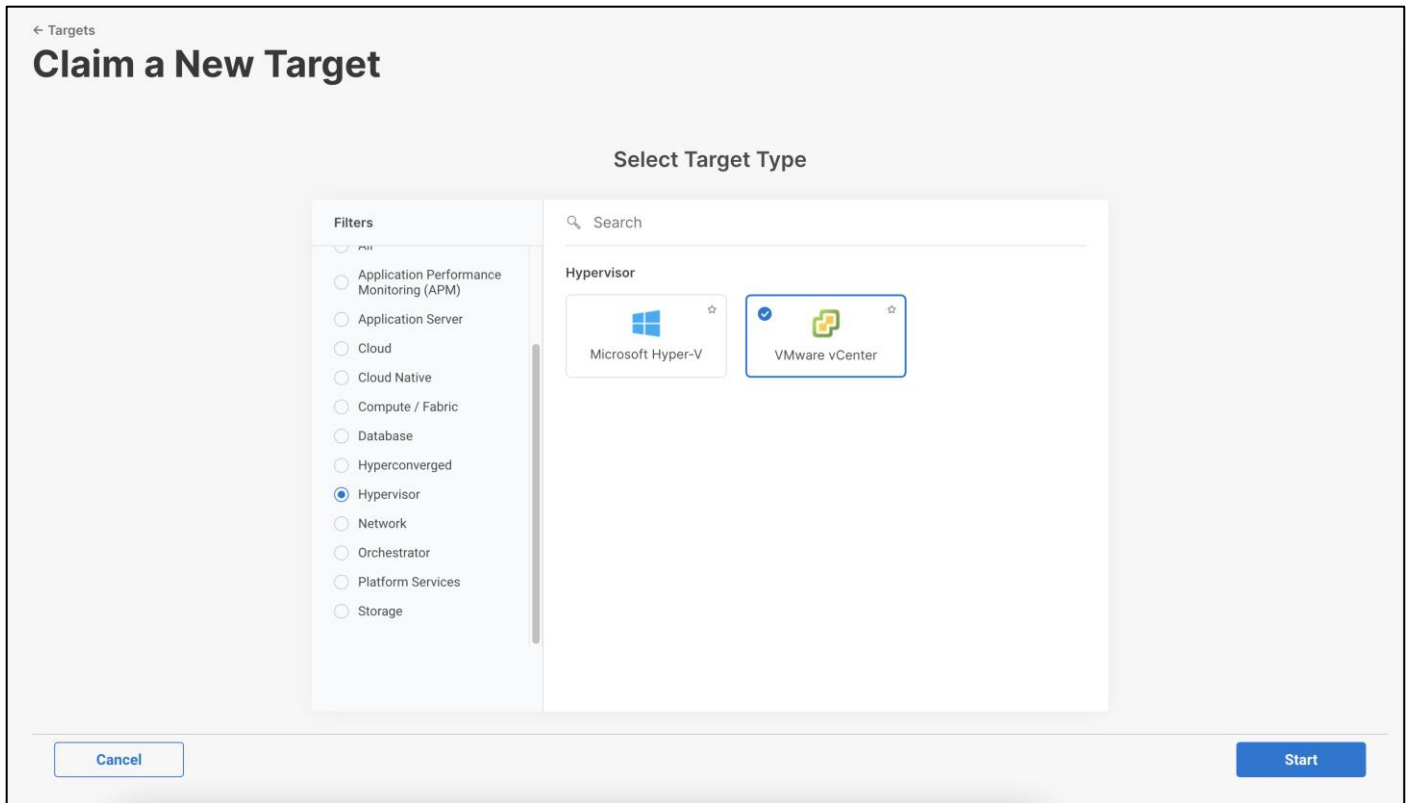 ← Targets
Claim a New Target
Select Target Type
Filters
Search
All
Application Performance
Monitoring (APM)
Application Server
Cloud
Cloud Native
Compute / Fabric
Database
Hyperconverged
Hypervisor
Network
Orchestrator
Platform Services
Storage
Hypervisor
Microsoft Hyper-V
VMware vCenter
Cancel
Start